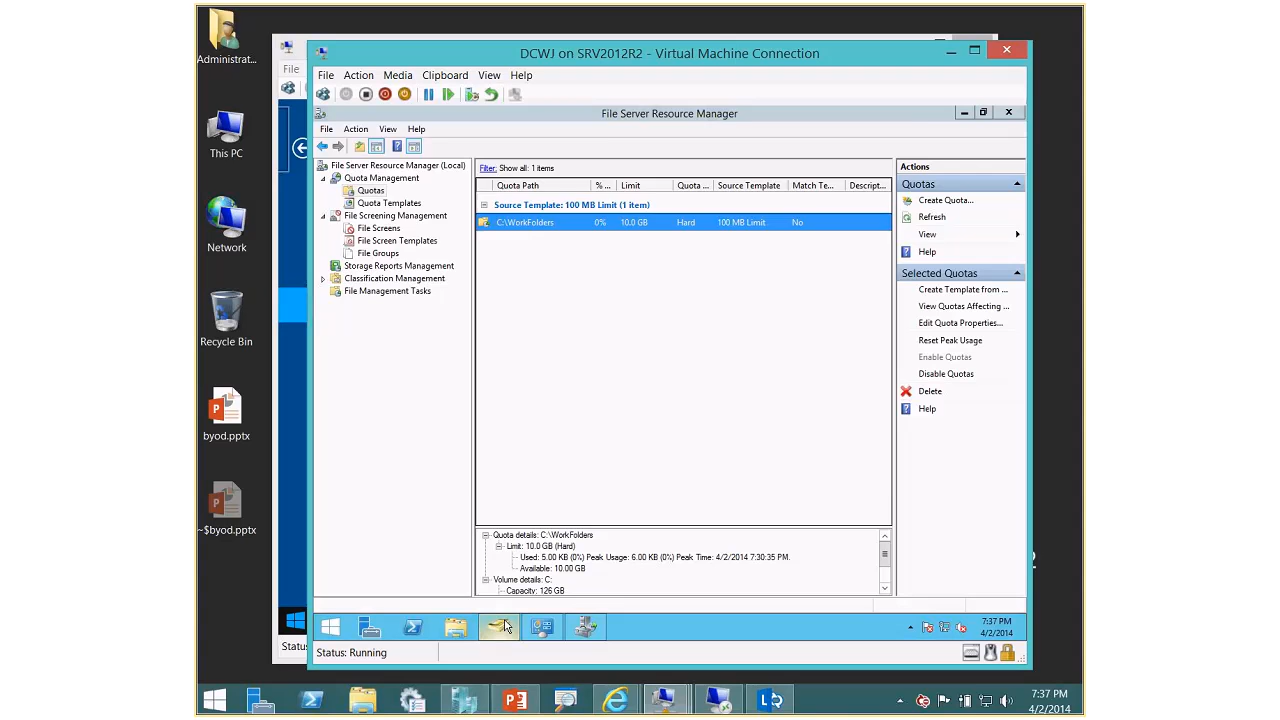 Administrat...
This PC
Network
Recycle Bin
byod.pptx
~$byod.pptx
File
Status:
DCWJ on SRV2012R2 - Virtual Machine Connection
File Action Media Clipboard View Help
File Server Resource Manager
File Action View Help
File Server Resource Manager (Local)
Quota Management
Quotas
Quota Templates
File Screening Management
File Screens
File Screen Templates
File Groups
Storage Reports Management
Classification Management
File Management Tasks
Filter: Show all: 1 items
Quota Path %... Limit Quota ... Source Template Match Te... Descript...
Source Template: 100 MB Limit (1 item)
C:\WorkFolders 0% 10.0 GB Hard 100 MB Limit No
Quota details: C:\WorkFolders
Limit: 10.0 GB (Hard)
Used: 5.00 KB (0%) Peak Usage: 6.00 KB (0%) Peak Time: 4/2/2014 7:30:35 PM.
Available: 10.00 GB
Volume details: C:
Capacity: 126 GB
Actions
Quotas
Create Quota...
Refresh
View
Help
Selected Quotas
Create Template from ...
View Quotas Affecting ...
Edit Quota Properties...
Reset Peak Usage
Enable Quotas
Disable Quotas
Delete
Help
7:37 PM
4/2/2014
Status: Running
7:37 PM
4/2/2014